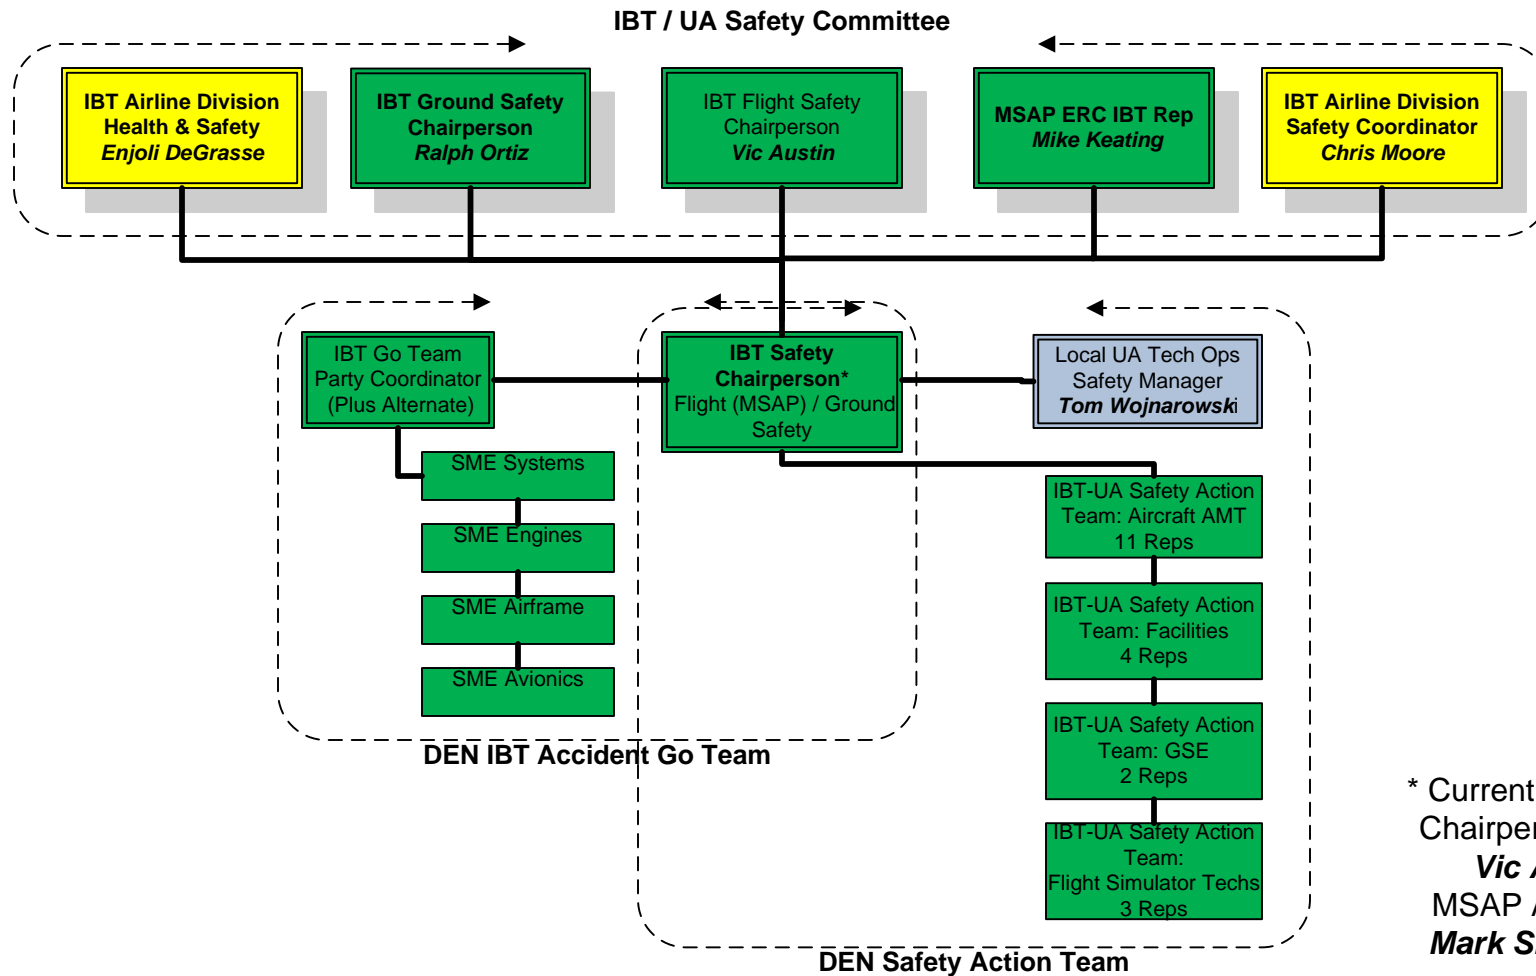 IBT / UA Safety Committee
IBT Airline Division
Health & Safety
Enjoli DeGrasse
IBT Ground Safety
Chairperson
Ralph Ortiz
IBT Flight Safety
Chairperson
Vic Austin
MSAP ERC IBT Rep
Mike Keating
IBT Airline Division
Safety Coordinator
Chris Moore
IBT Go Team
Party Coordinator
(Plus Alternate)
IBT Safety
Chairperson*
Flight (MSAP) / Ground
Safety
Local UA Tech Ops
Safety Manager
Tom Wojnarowski
SME Systems
SME Engines
SME Airframe
SME Avionics
DEN IBT Accident Go Team
IBT-UA Safety Action
Team: Aircraft AMT
11 Reps
IBT-UA Safety Action
Team: Facilities
4 Reps
IBT-UA Safety Action
Team: GSE
2 Reps
IBT-UA Safety Action
Team:
Flight Simulator Techs
3 Reps
DEN Safety Action Team
* Current
Vic
MSAP
Mark